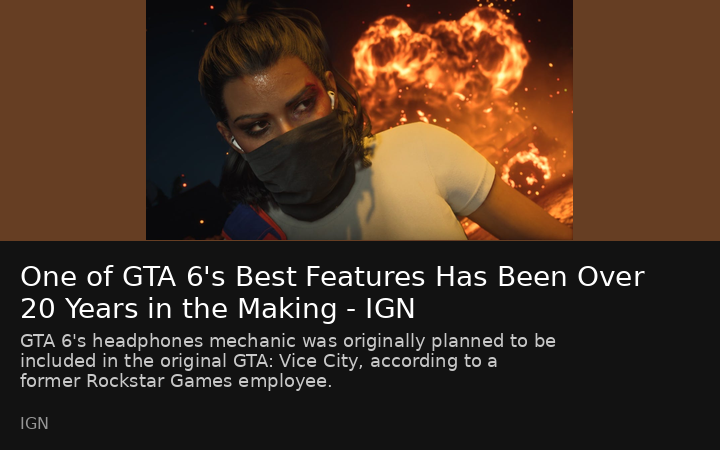 One of GTA 6's Best Features Has Been Over
20 Years in the Making - IGN
GTA 6's headphones mechanic was originally planned to be
included in the original GTA: Vice City, according to a
former Rockstar Games employee.
IGN